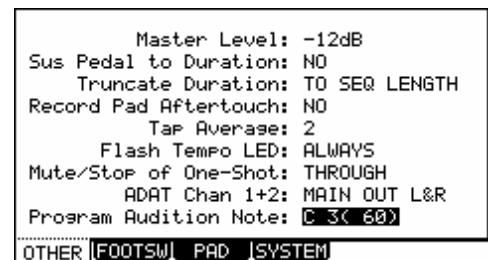 Master Level: -12dB
Sus Pedal to Duration: NO
Truncate Duration: TO SEQ LENGTH
Record Pad Aftertouch: NO
Tap Average: 2
Flash Tempo LED: ALWAYS
Mute/Stop of One-Shot: THROUGH
ADAT Chan 1+2: MAIN OUT L&R
Program Audition Note: C 3( 60)
OTHER FOOTSW PAD SYSTEM